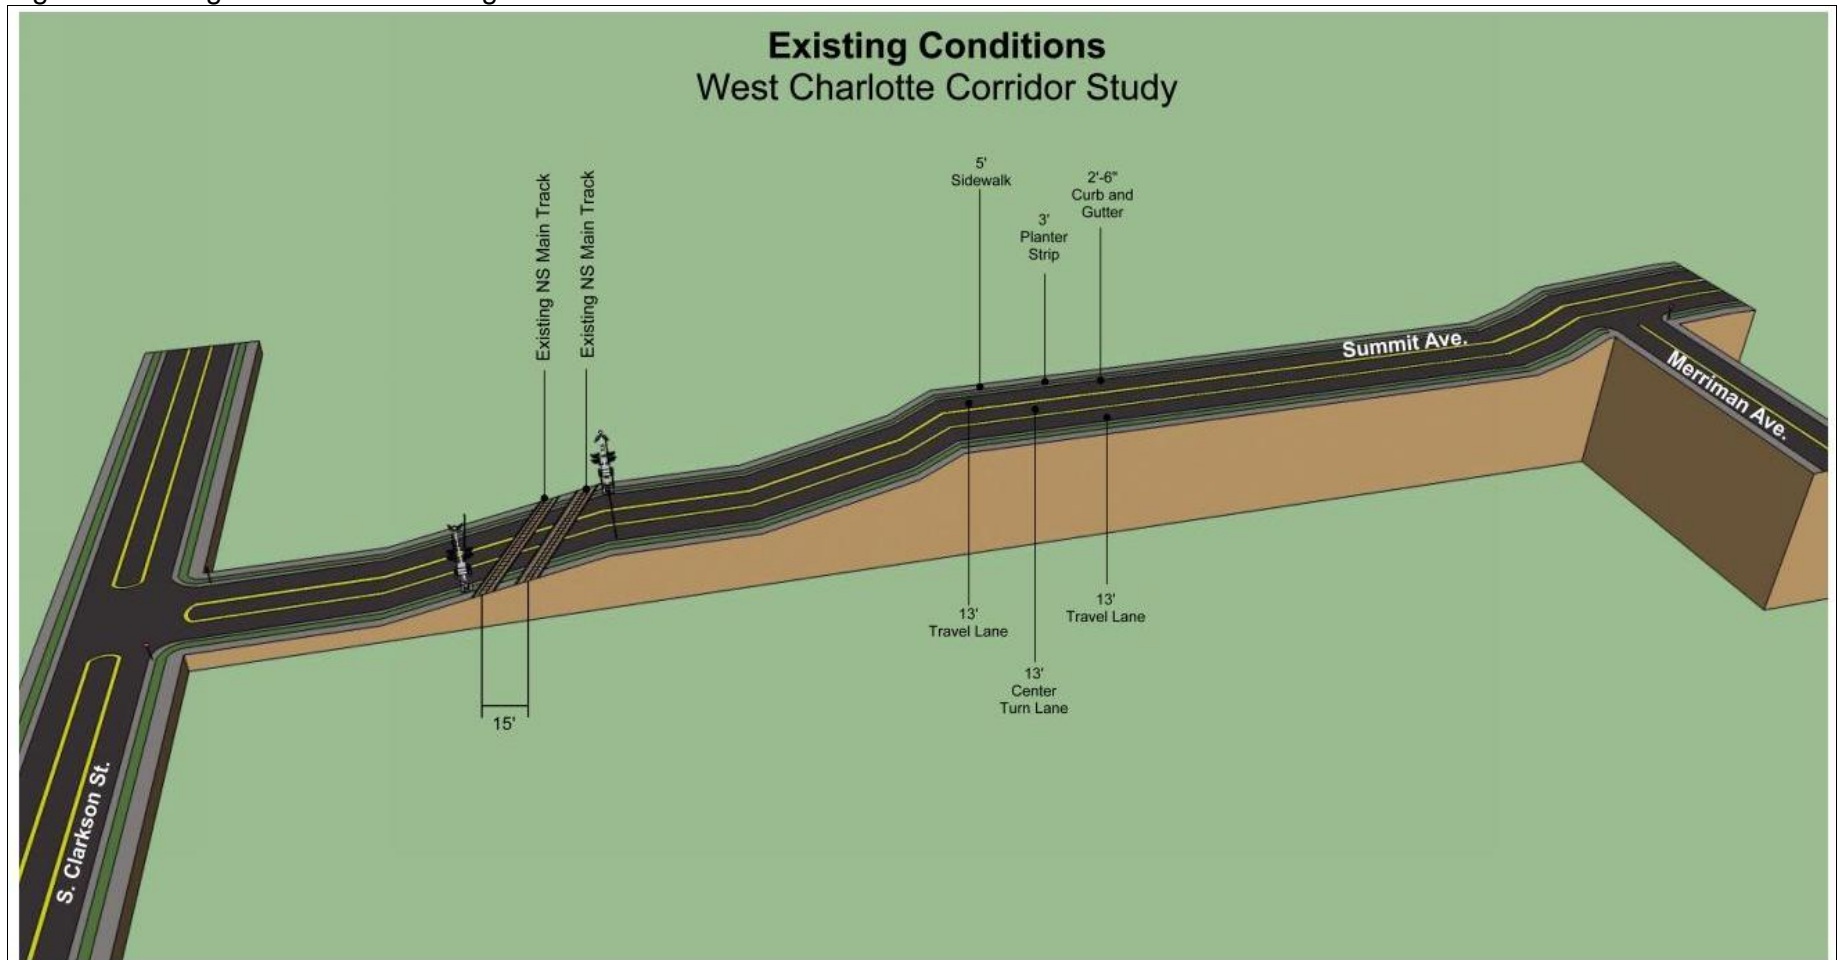 Existing Conditions
West Charlotte Corridor Study
Existing NS Main Track
Existing NS Main Track
5'
Sidewalk
3'
Planter
Strip
2'-6"
Curb and
Gutter
Summit Ave.
Merriman Ave.
13'
Travel Lane
13'
Center
Turn Lane
13'
Travel Lane
15'
S. Clarkson St.